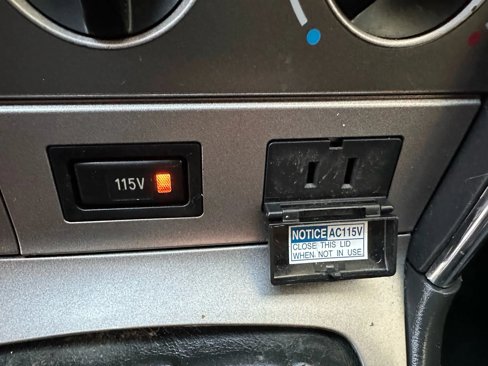 115V
NOTICE AC115V
CLOSE THIS LID
WHEN NOT IN USE